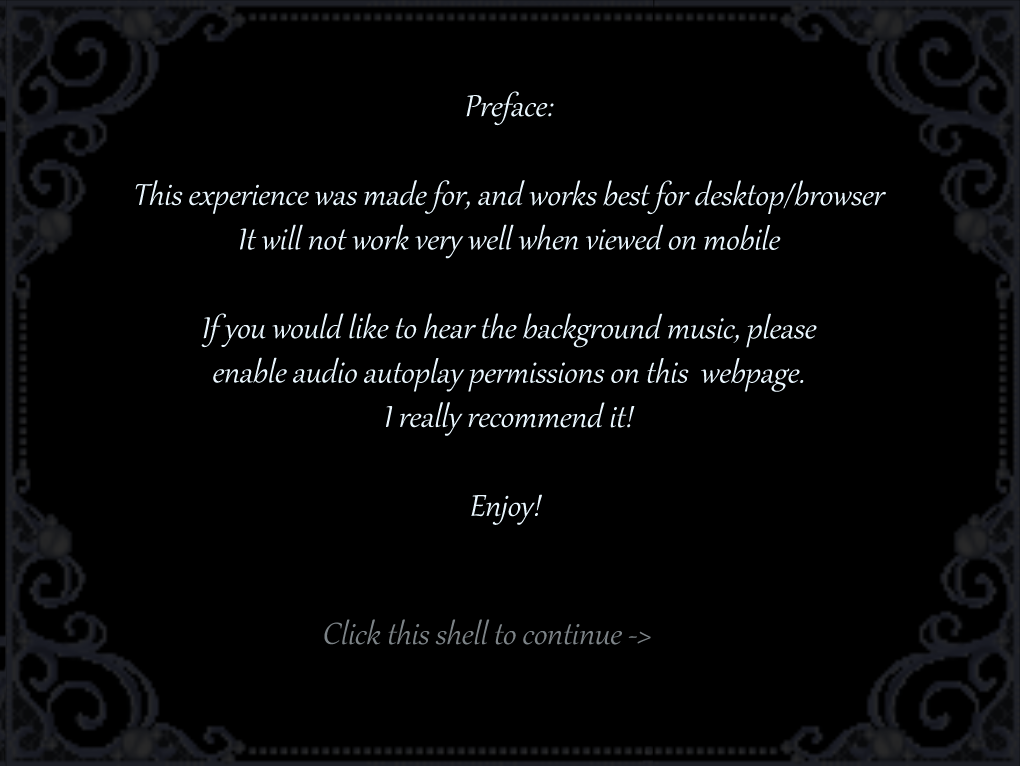 Preface:
This experience was made for, and works best for desktop/browser
It will not work very well when viewed on mobile
If you would like to hear the background music, please
enable audio autoplay permissions on this  webpage.
I really recommend it!
Enjoy!
Click this shell to continue ->